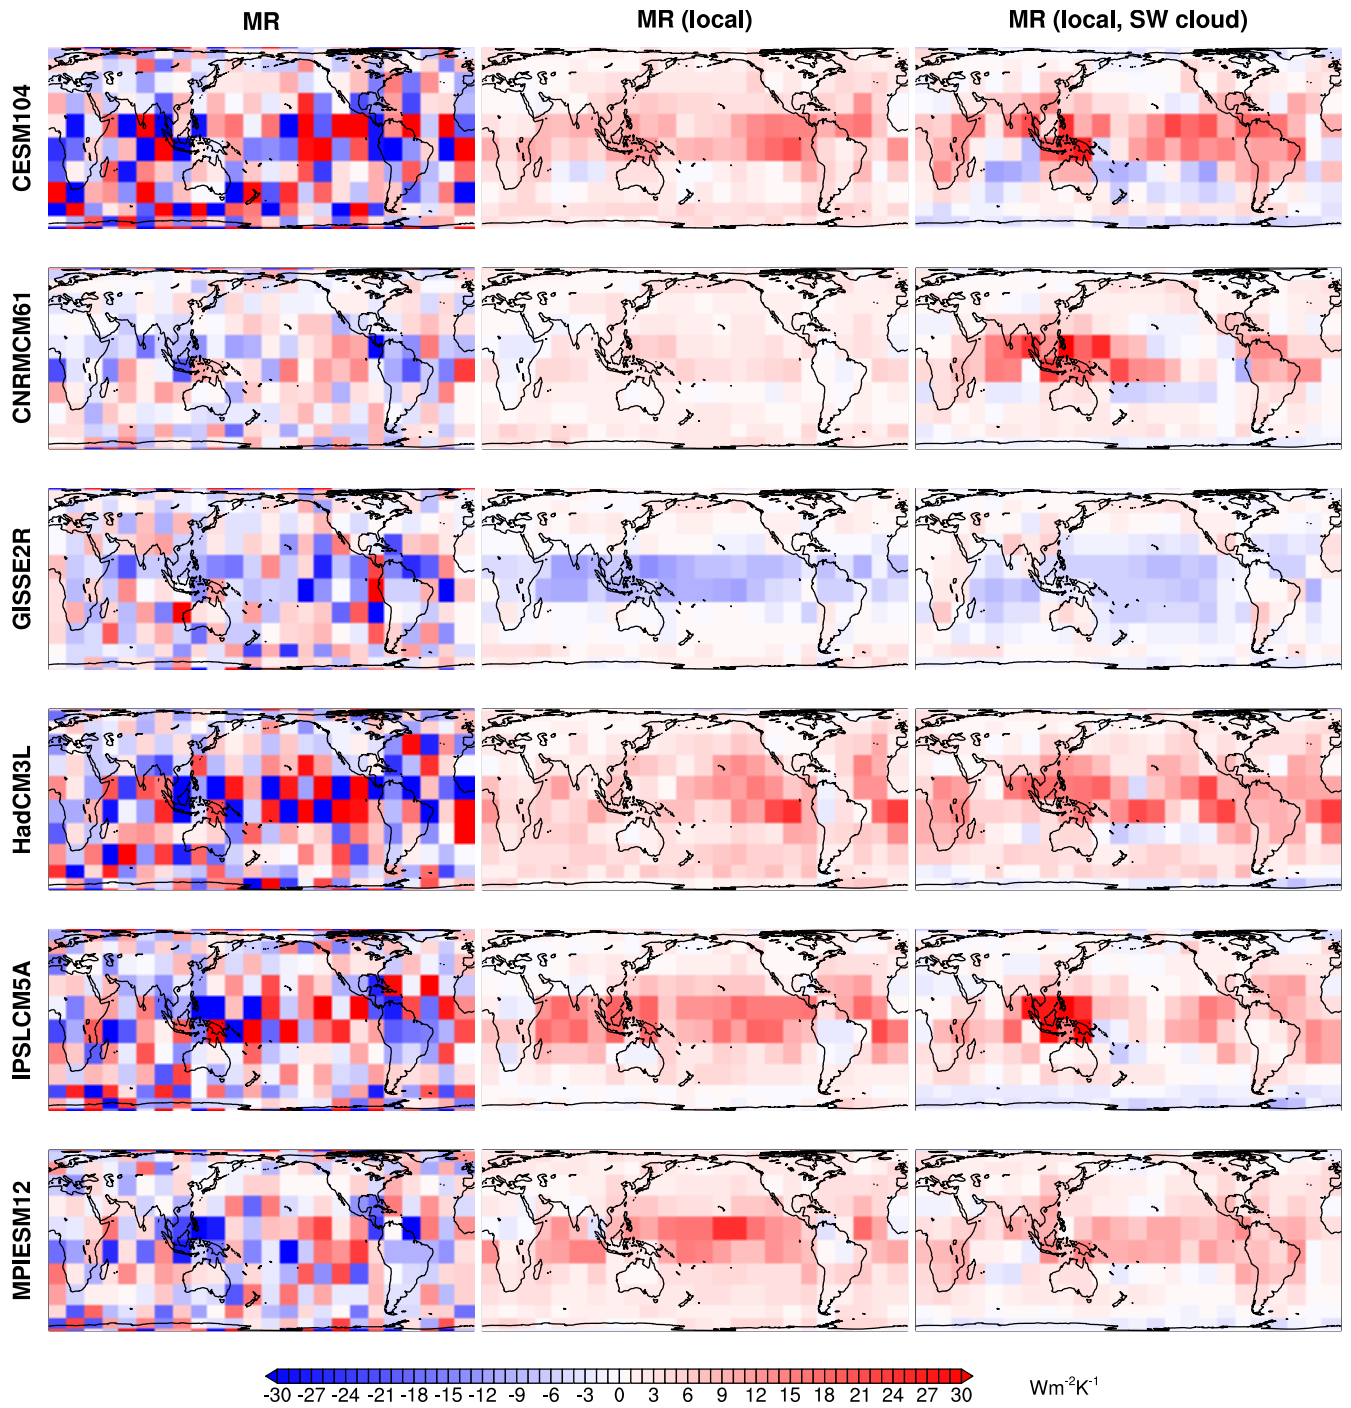 MR MR (local) MR (local, SW cloud)
CESM104
CNRMCM61
GISSE2R
HadCM3L
IPSLCM5A
MPIESM12
-30 -27 -24 -21 -18 -15 -12 -9 -6 -3 0 3 6 9 12 15 18 21 24 27 30 Wm⁻²K⁻¹